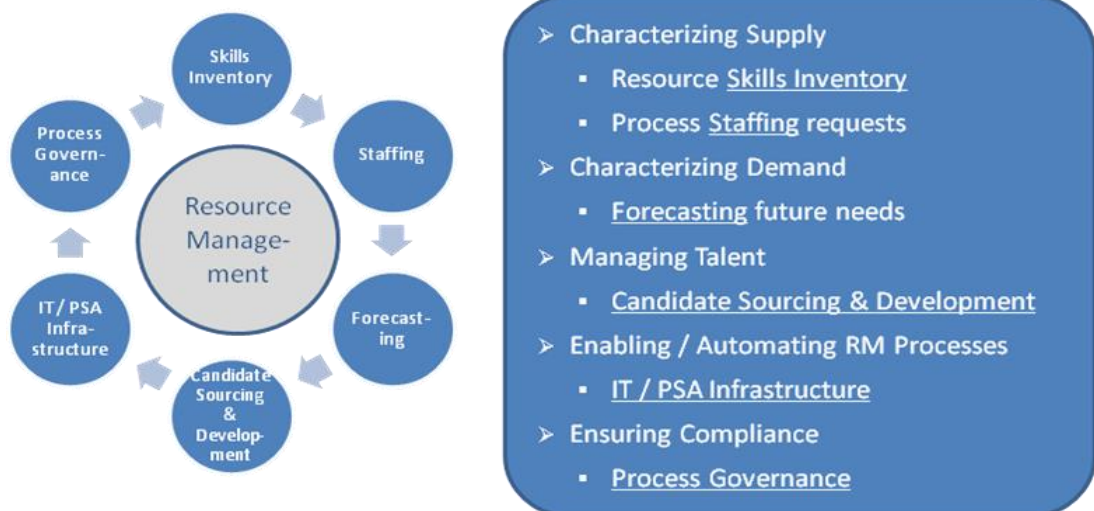 Skills
Inventory
Staffing
Forecast-
ing
Candidate
Sourcing
&
Develop-
ment
IT/ PSA
Infra-
structure
Process
Govern-
ance
Resource
Manage-
ment
➢ Characterizing Supply
▪ Resource Skills Inventory
▪ Process Staffing requests
➢ Characterizing Demand
▪ Forecasting future needs
➢ Managing Talent
▪ Candidate Sourcing & Development
➢ Enabling / Automating RM Processes
▪ IT / PSA Infrastructure
➢ Ensuring Compliance
▪ Process Governance